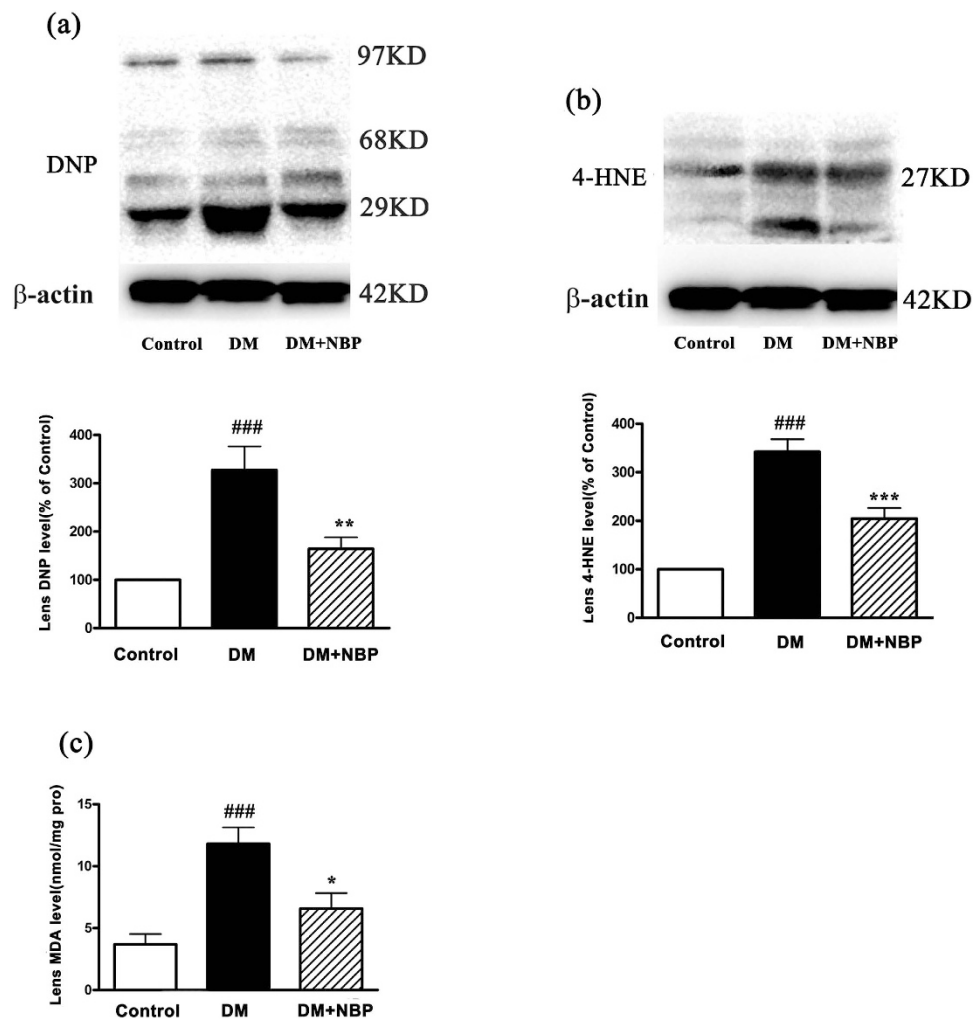 (a)
97KD
68KD
DNP
29KD
β-actin
42KD
Control DM DM+NBP
(b)
4-HNE
27KD
β-actin
42KD
Control DM DM+NBP
Lens DNP level(% of Control)
400
300
200
100
0
###
**
Control DM DM+NBP
Lens 4-HNE level(% of Control)
400
300
200
100
0
###
***
Control DM DM+NBP
(c)
Lens MDA level(nmol/mg pro)
15
10
5
0
###
*
Control DM DM+NBP